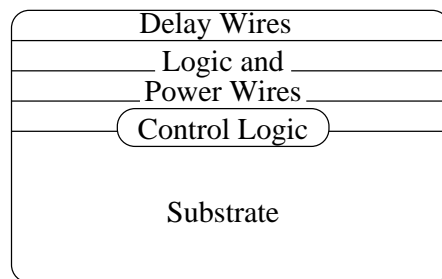 Delay Wires
Logic and
Power Wires
Control Logic
Substrate